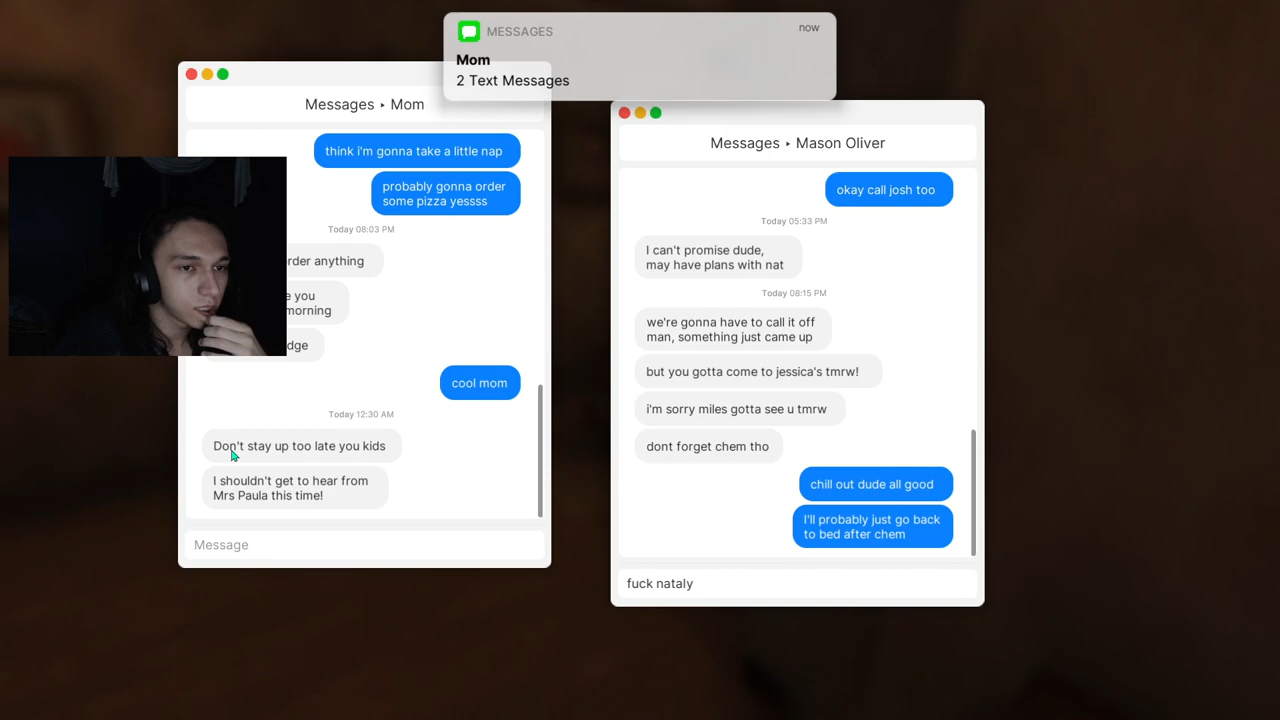 MESSAGES
now
Mom
2 Text Messages
Messages ‣ Mom
think i'm gonna take a little nap
probably gonna order
some pizza yessss
Today 08:03 PM
rder anything
e you
morning
dge
cool mom
Today 12:30 AM
Don't stay up too late you kids
I shouldn't get to hear from
Mrs Paula this time!
Message
Messages ‣ Mason Oliver
okay call josh too
Today 05:33 PM
I can't promise dude,
may have plans with nat
Today 08:15 PM
we're gonna have to call it off
man, something just came up
but you gotta come to jessica's tmrw!
i'm sorry miles gotta see u tmrw
dont forget chem tho
chill out dude all good
I'll probably just go back
to bed after chem
fuck nataly